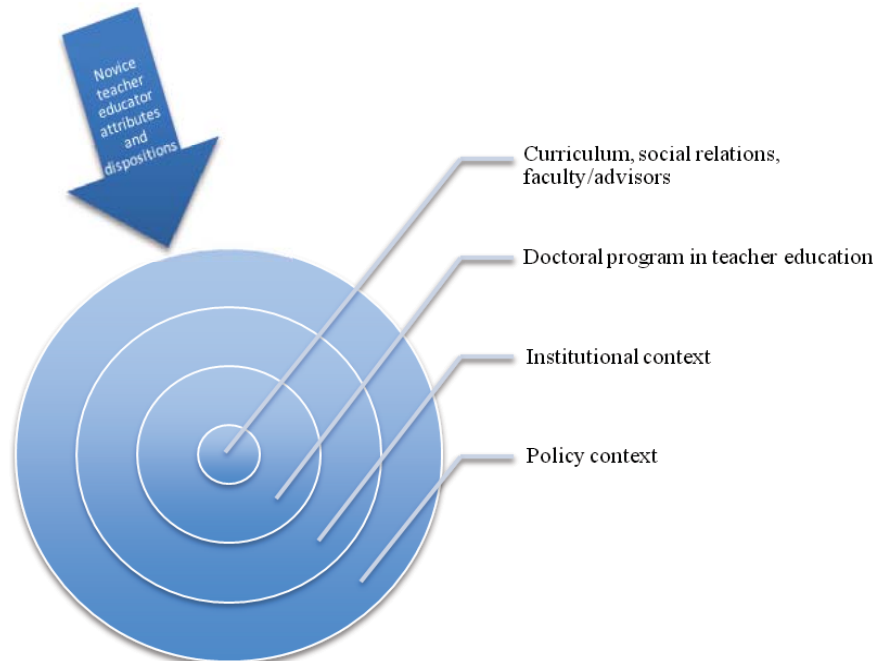 Novice
teacher
educator
attributes
and
dispositions
Curriculum, social relations,
faculty/advisors
Doctoral program in teacher education
Institutional context
Policy context